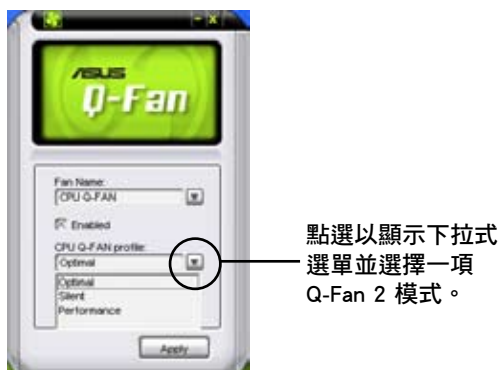 ASUS
Q-Fan
Fan Name:
CPU Q-FAN
Enabled
CPU Q-FAN profile:
Optimal
Optimal
Silent
Performance
Apply
點選以顯示下拉式
選單並選擇一項
Q-Fan 2 模式。